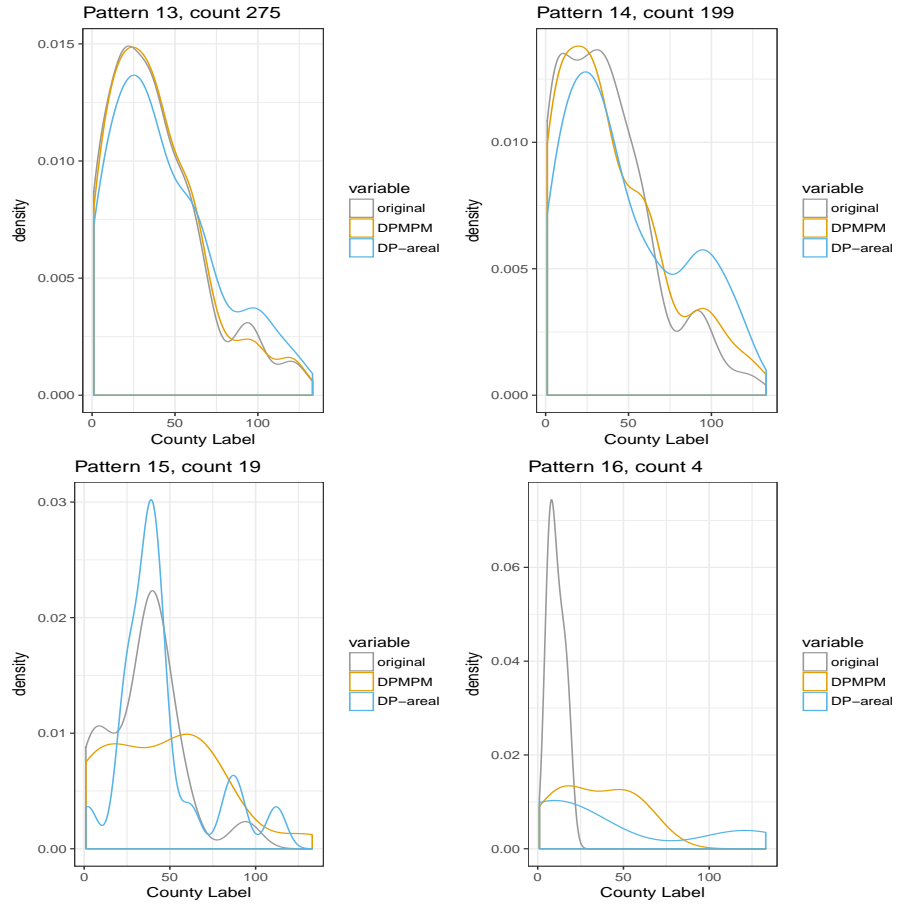 Pattern 13, count 275
0.015
0.010
0.005
0.000
density
0
50
100
County Label
variable
original
DPMPM
DP−areal
Pattern 14, count 199
0.010
0.005
0.000
density
0
50
100
County Label
variable
original
DPMPM
DP−areal
Pattern 15, count 19
0.03
0.02
0.01
0.00
density
0
50
100
County Label
variable
original
DPMPM
DP−areal
Pattern 16, count 4
0.06
0.04
0.02
0.00
density
0
50
100
County Label
variable
original
DPMPM
DP−areal